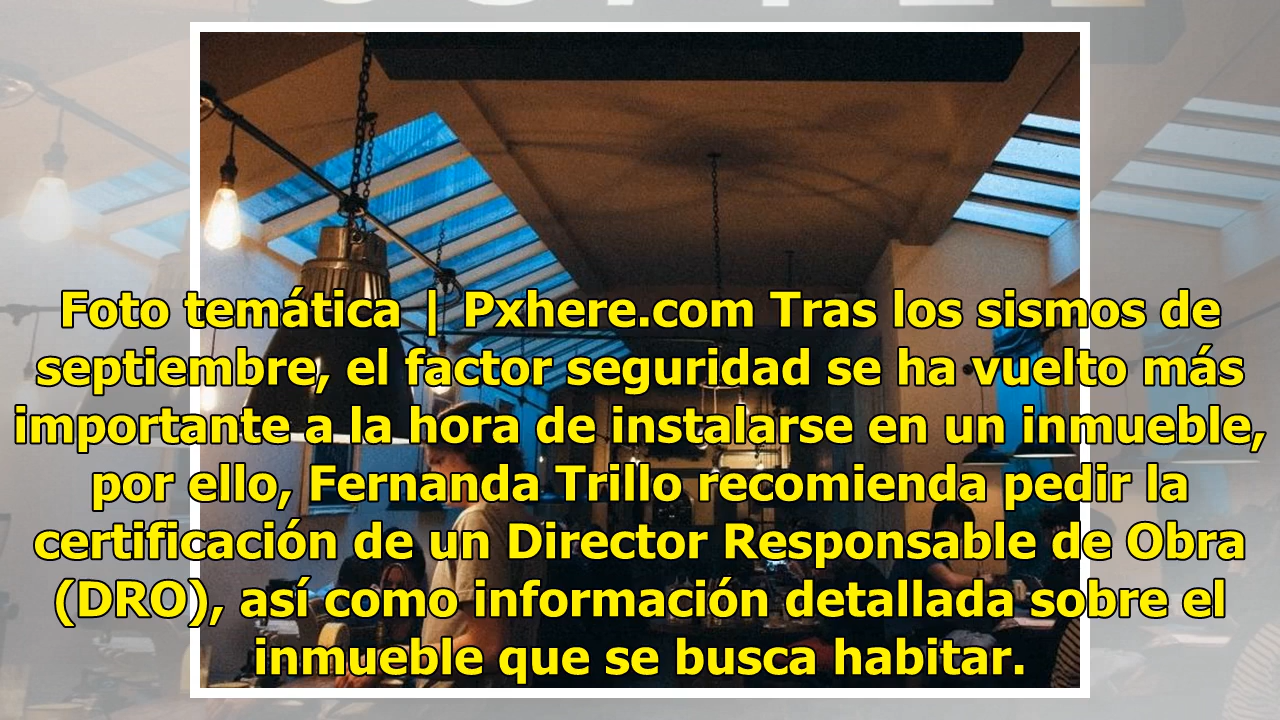 Foto temática | Pxhere.com Tras los sismos de
septiembre, el factor seguridad se ha vuelto más
importante a la hora de instalarse en un inmueble,
por ello, Fernanda Trillo recomienda pedir la
certificación de un Director Responsable de Obra
(DRO), así como información detallada sobre el
inmueble que se busca habitar.